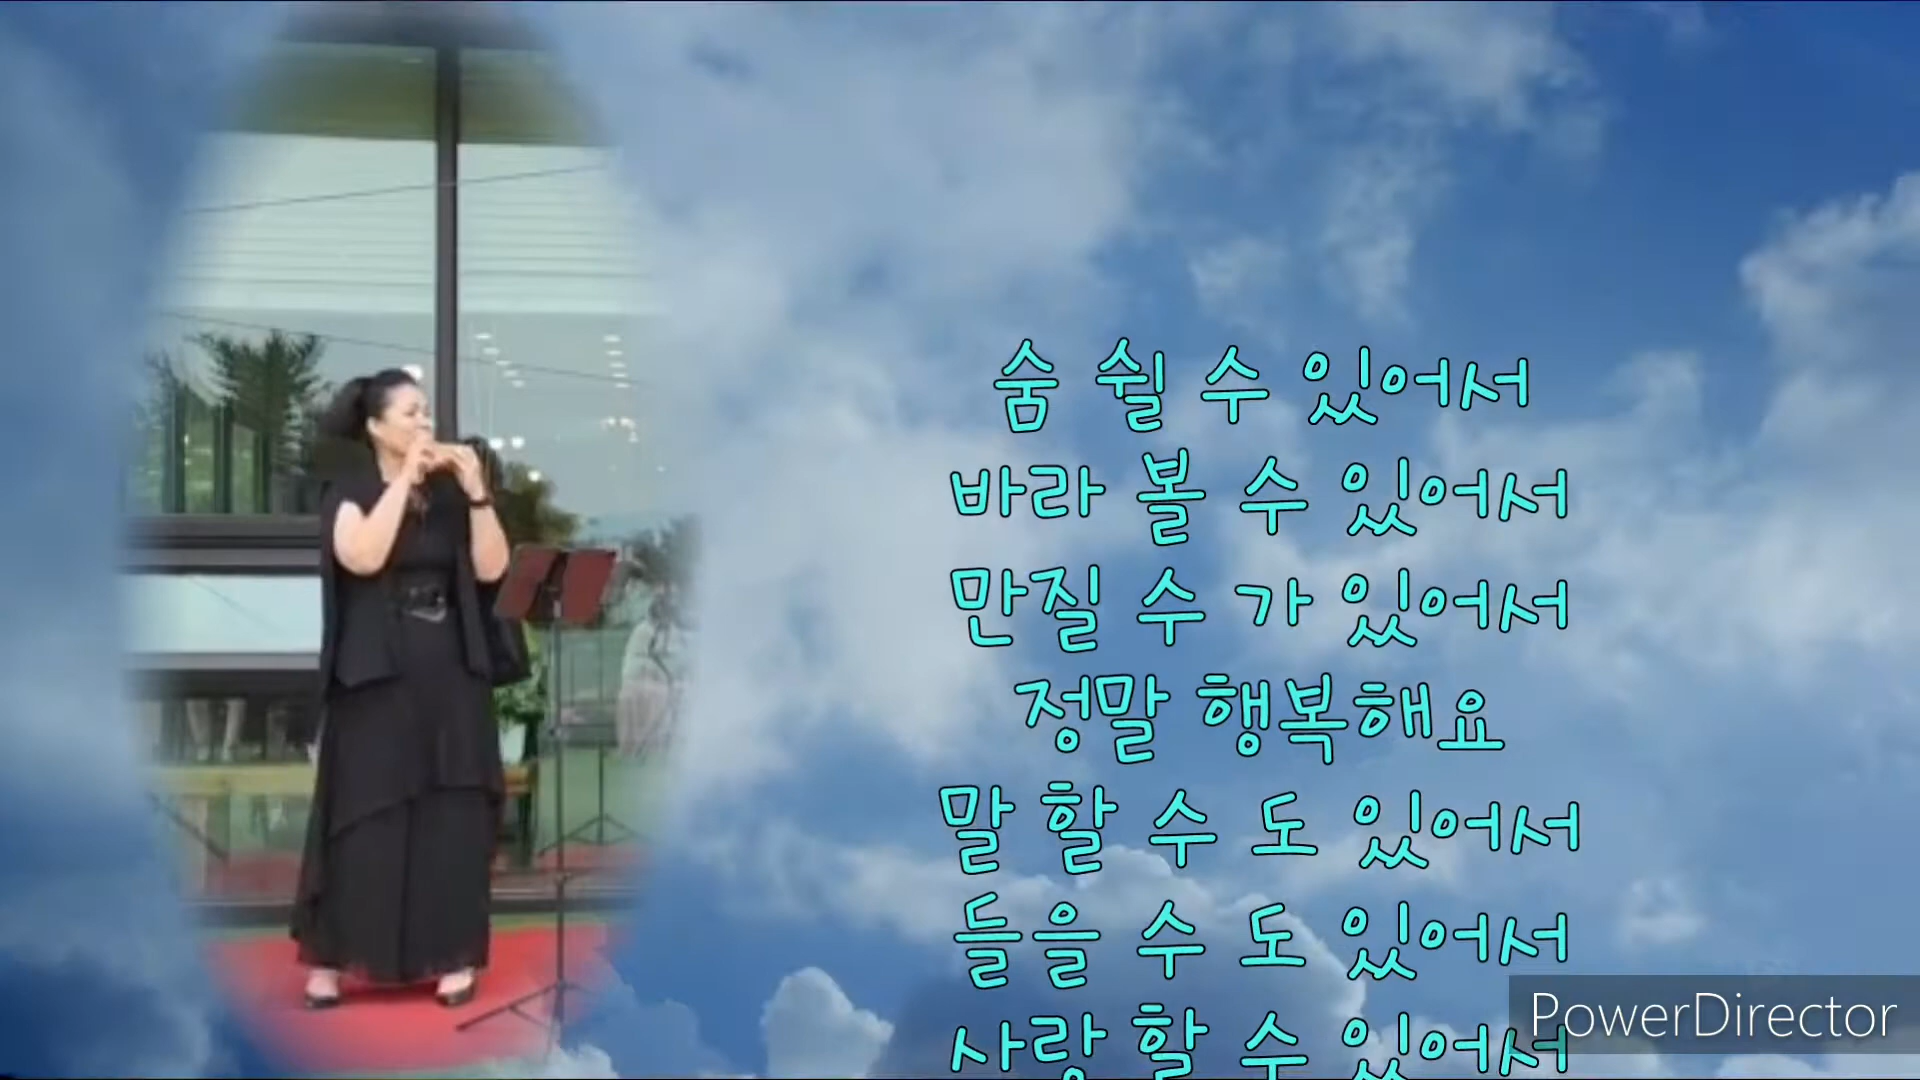 숨 쉴 수 있어서
바라 볼 수 있어서
만질 수 가 있어서
정말 행복해요
말 할 수 도 있어서
들을 수 도 있어서
사랑 할 수 있어서
PowerDirector